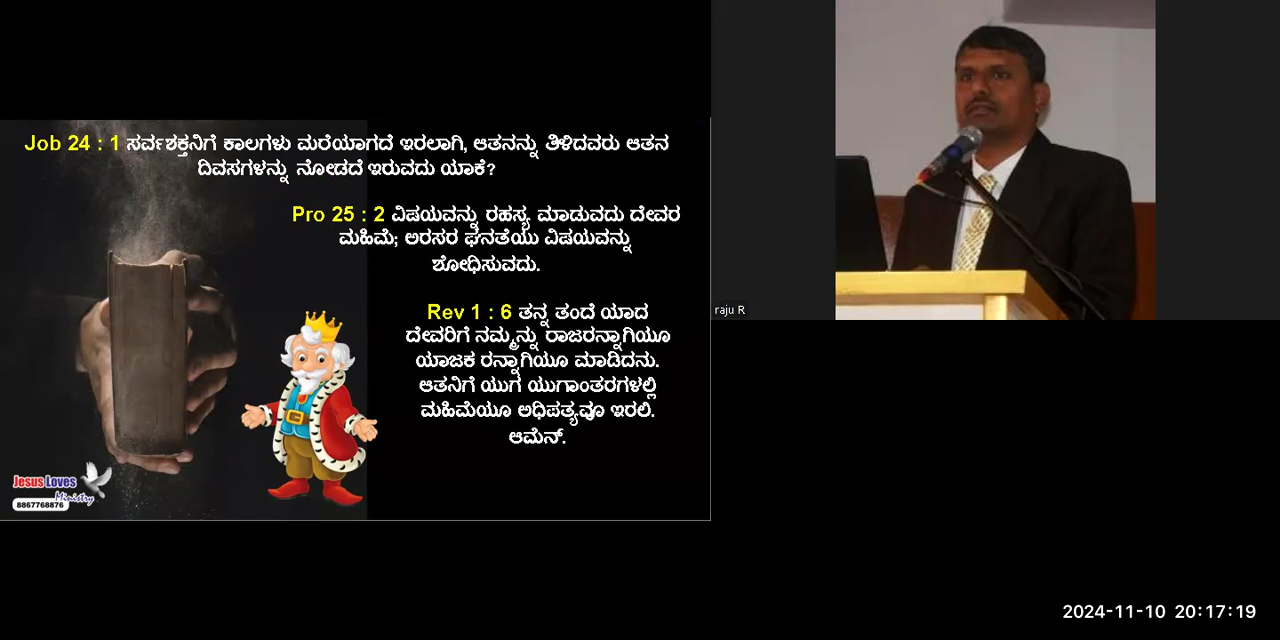 Job 24 : 1 ಸರ್ವಶಕ್ತನಿಗೆ ಕಾಲಗಳು ಮರೆಯಾಗದೆ ಇರಲಾಗಿ, ಆತನನ್ನು ತಿಳಿದವರು ಆತನ
ದಿವಸಗಳನ್ನು ನೋಡದೆ ಇರುವದು ಯಾಕೆ?
Pro 25 : 2 ವಿಷಯವನ್ನು ರಹಸ್ಯ ಮಾಡುವದು ದೇವರ
ಮಹಿಮೆ; ಅರಸರ ಘನತೆಯು ವಿಷಯವನ್ನು
ಶೋಧಿಸುವದು.
Rev 1 : 6 ತನ್ನ ತಂದೆ ಯಾದ
ದೇವರಿಗೆ ನಮ್ಮನ್ನು ರಾಜರನ್ನಾಗಿಯೂ
ಯಾಜಕ ರನ್ನಾಗಿಯೂ ಮಾಡಿದನು.
ಆತನಿಗೆ ಯುಗ ಯುಗಾಂತರಗಳಲ್ಲಿ
ಮಹಿಮೆಯೂ ಅಧಿಪತ್ಯವೂ ಇರಲಿ.
ಆಮೆನ್.
Jesus Loves
Ministry
8867768876
raju R
2024-11-10 20:17:19